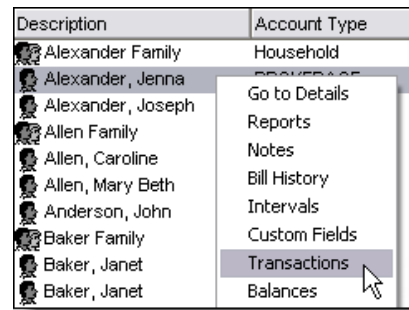 Description Account Type
Alexander Family Household
Alexander, Jenna BROKERAGE
Alexander, Joseph Go to Details
Allen Family Reports
Allen, Caroline Notes
Allen, Mary Beth Bill History
Anderson, John Intervals
Baker Family Custom Fields
Baker, Janet Transactions
Baker, Janet Balances